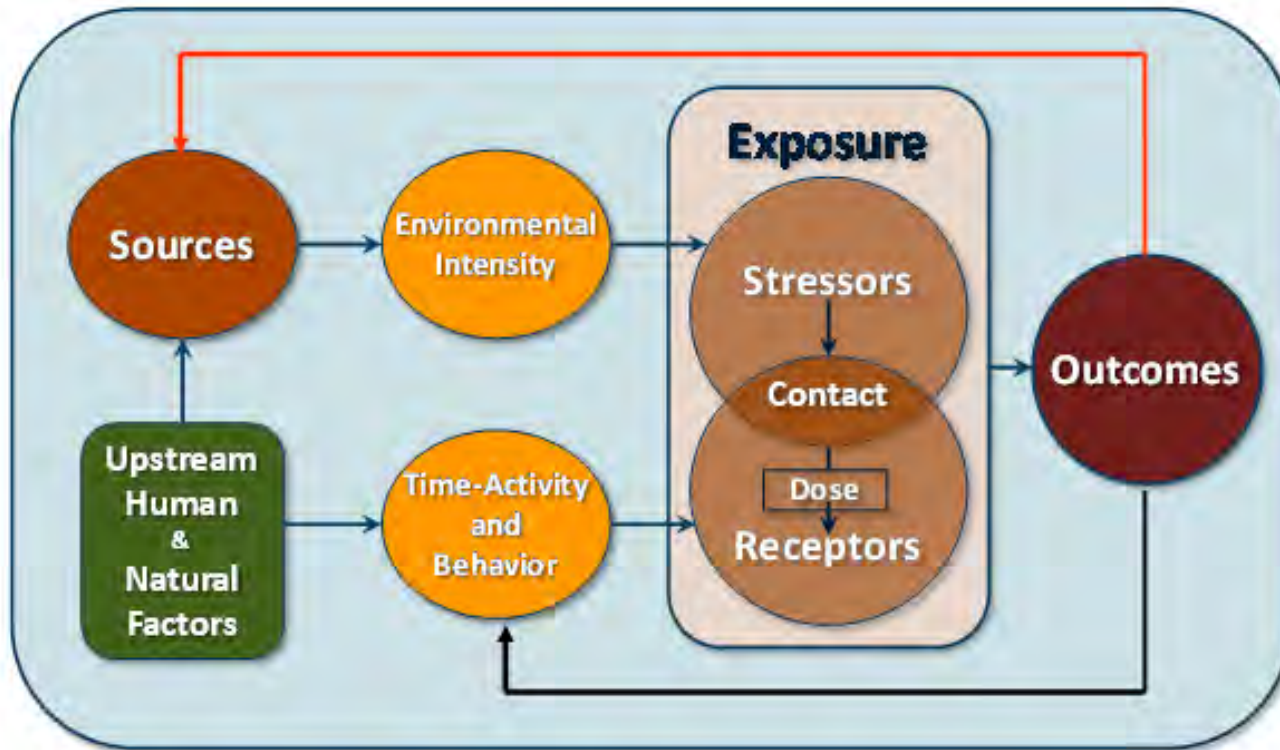 Exposure
Sources
Environmental
Intensity
Stressors
Contact
Outcomes
Upstream
Human
&
Natural
Factors
Time-Activity
and
Behavior
Dose
Receptors